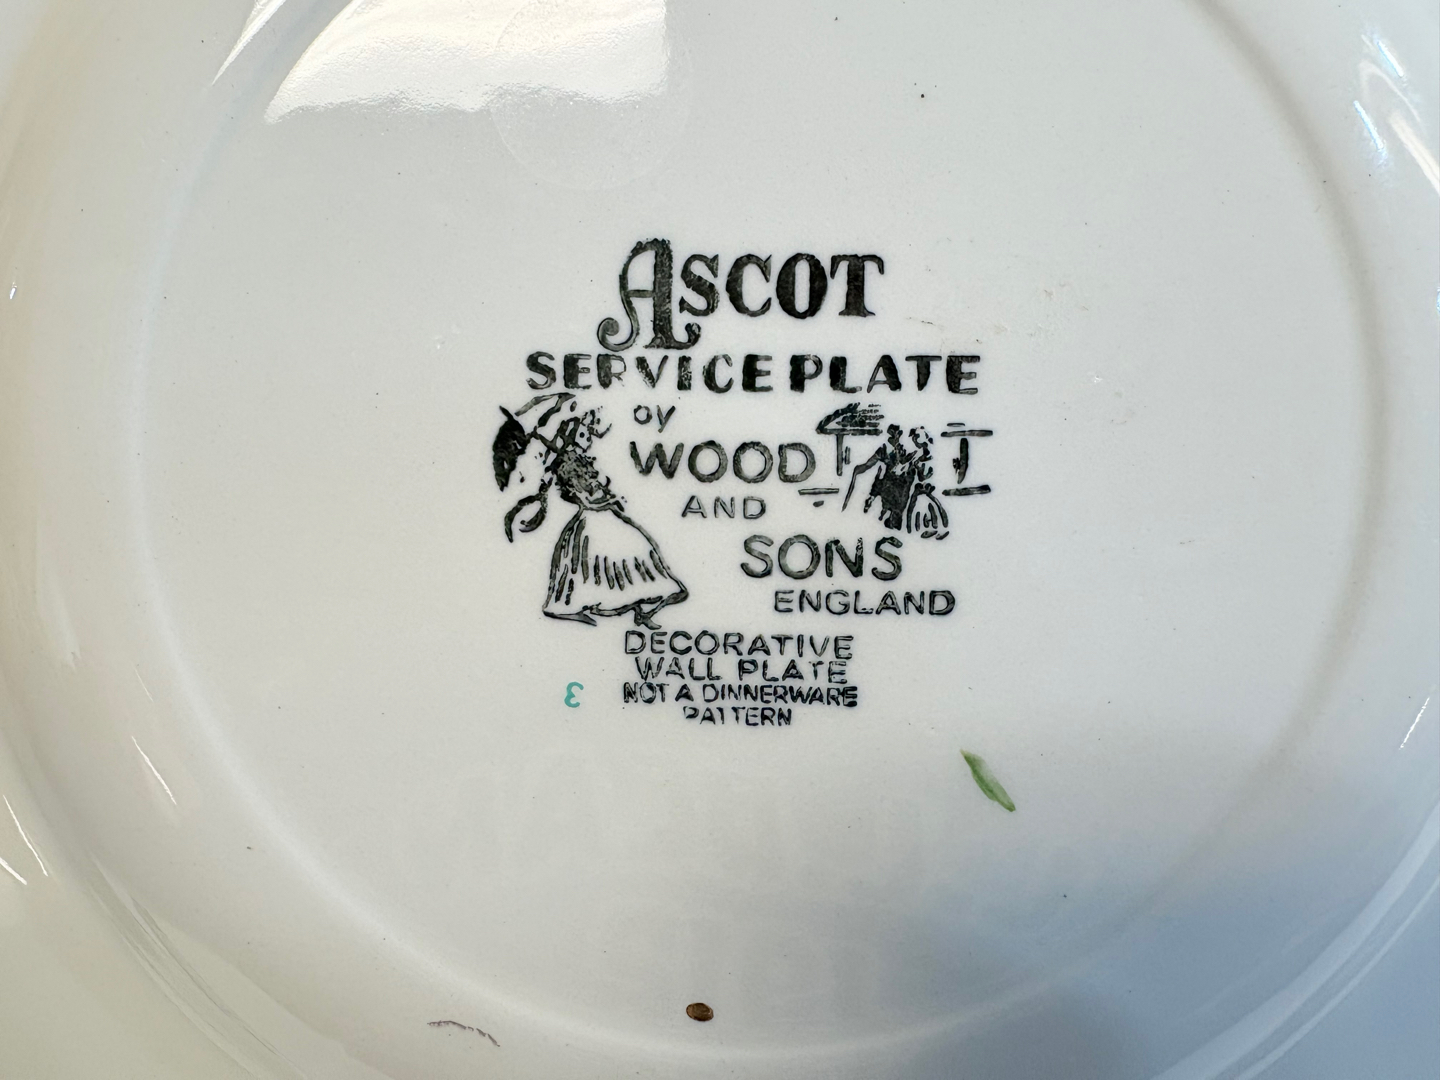 ASCOT
SERVICE PLATE
by
WOOD
AND
SONS
ENGLAND
DECORATIVE
WALL PLATE
NOT A DINNERWARE
PATTERN
3